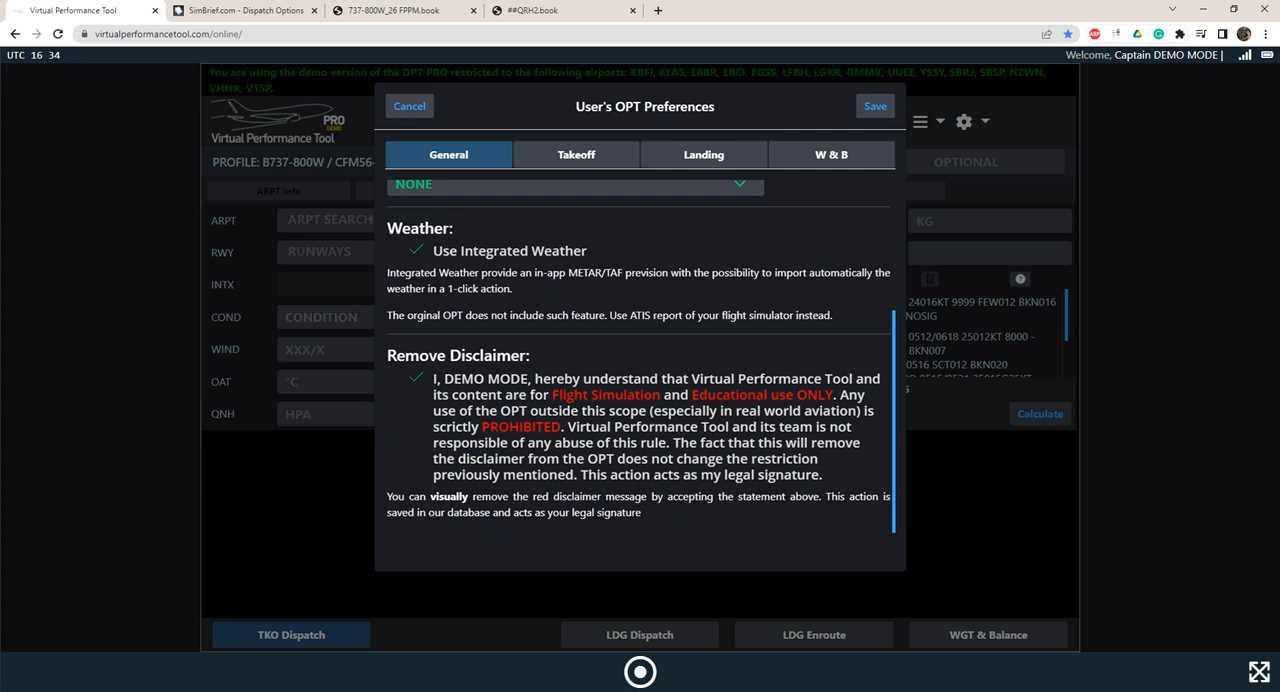 Virtual Performance Tool
SimBrief.com - Dispatch Options
737-800W_26 FPPM.book
##QRH2.book
virtualperformancetool.com/online/
UTC 16 34
Welcome, Captain DEMO MODE |
You are using the demo version of the OPT PRO restricted to the following airports: KBFI, KLAS, EBBR, EBCI, EGSS, LFBH, LGKR, GMMX, UUEE, YSSY, SBRJ, SBSP, NZWN,
VHHX, VTSP.
PRO
DEMO
Virtual Performance Tool
PROFILE: B737-800W / CFM56-
OPTIONAL
ARPT Info
ARPT
ARPT SEARCH
KG
RWY
RUNWAYS
INTX
COND
CONDITION
WIND
XXX/X
OAT
°C
QNH
HPA
24016KT 9999 FEW012 BKN016
NOSIG
0512/0618 25012KT 8000 -
BKN007
0516 SCT012 BKN020
Calculate
Cancel
User's OPT Preferences
Save
General
Takeoff
Landing
W & B
NONE
Weather:
Use Integrated Weather
Integrated Weather provide an in-app METAR/TAF prevision with the possibility to import automatically the
weather in a 1-click action.
The orginal OPT does not include such feature. Use ATIS report of your flight simulator instead.
Remove Disclaimer:
I, DEMO MODE, hereby understand that Virtual Performance Tool and
its content are for Flight Simulation and Educational use ONLY. Any
use of the OPT outside this scope (especially in real world aviation) is
scrictly PROHIBITED. Virtual Performance Tool and its team is not
responsible of any abuse of this rule. The fact that this will remove
the disclaimer from the OPT does not change the restriction
previously mentioned. This action acts as my legal signature.
You can visually remove the red disclaimer message by accepting the statement above. This action is
saved in our database and acts as your legal signature
TKO Dispatch
LDG Dispatch
LDG Enroute
WGT & Balance